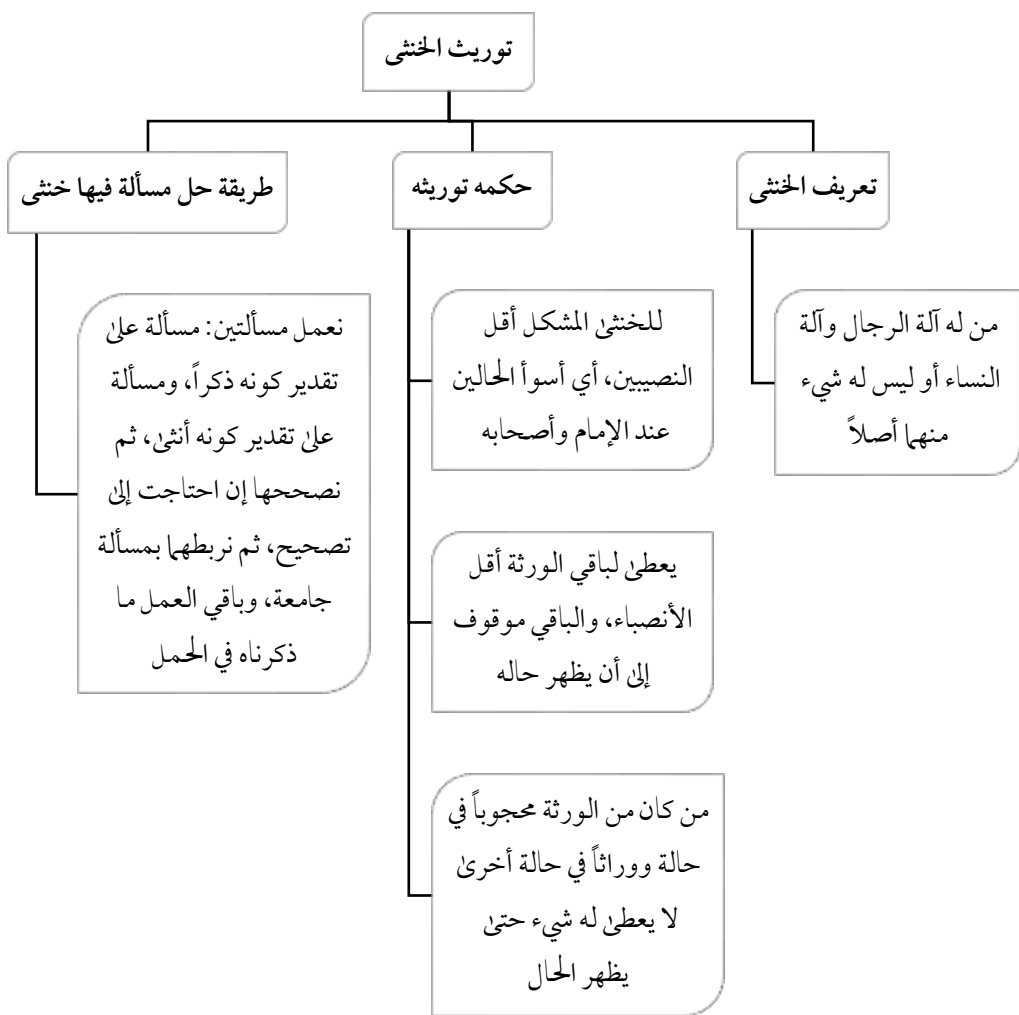 توريث الخنثى
تعريف الخنثى
من له آلة الرجال وآلة
النساء أو ليس له شيء
منهما أصلاً
حكمه توريثه
للخنثىٰ المشكل أقل
النصيبين، أي أسوأ الحالين
عند الإمام وأصحابه
يعطىٰ لباقي الورثة أقل
الأنصباء، والباقي موقوف
إلىٰ أن يظهر حاله
من كان من الورثة محجوباً في
حالة ووراثاً في حالة أخرىٰ
لا يعطىٰ له شيء حتىٰ
يظهر الحال
طريقة حل مسألة فيها خنثى
نعمل مسألتين: مسألة علىٰ
تقدير كونه ذكراً، ومسألة
علىٰ تقدير كونه أنثىٰ، ثم
نصححها إن احتاجت إلىٰ
تصحيح، ثم نربطهما بمسألة
جامعة، وباقي العمل ما
ذكرناه في الحمل